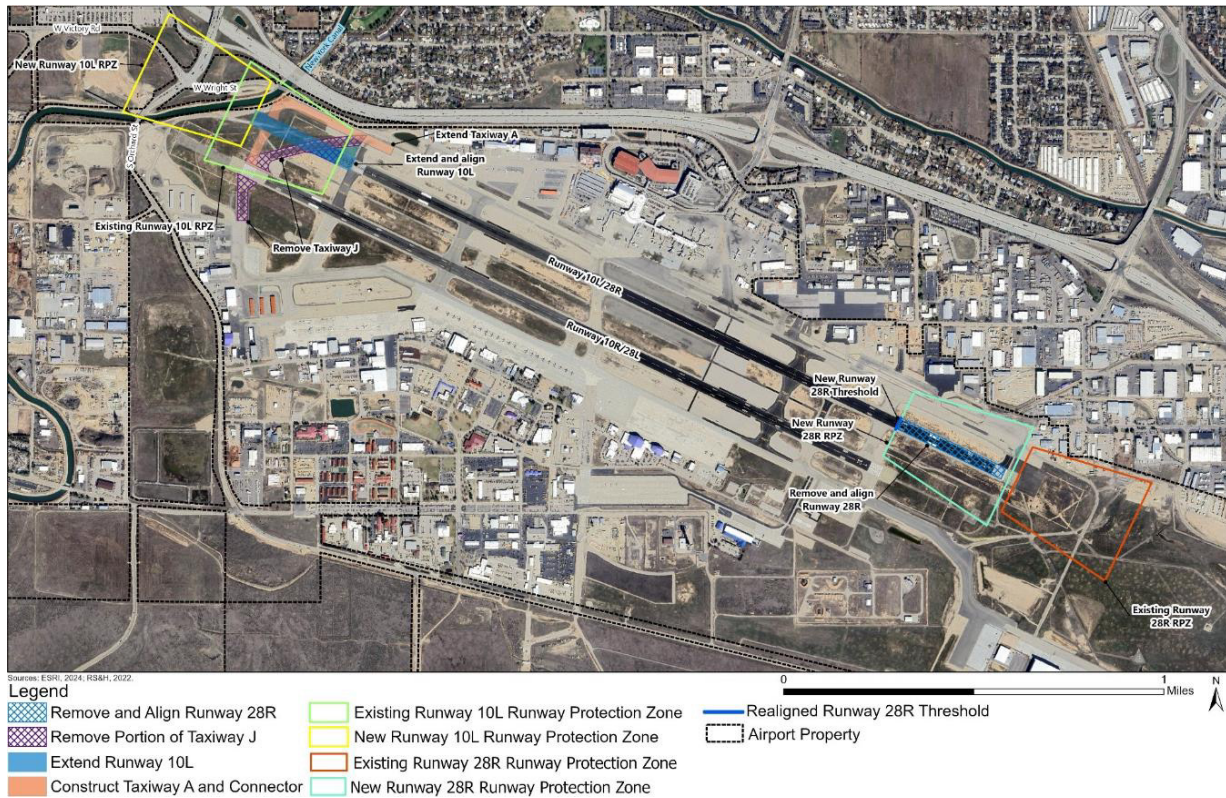 W Victory Rd
New Runway 10L RPZ
New York Canal
W Wright St
S Orchard St
Extend Taxiway A
Extend and align
Runway 10L
Existing Runway 10L RPZ
Remove Taxiway J
Runway 10L/28R
Runway 10R/28L
New Runway
28R Threshold
New Runway
28R RPZ
Remove and align
Runway 28R
Existing Runway
28R RPZ
Sources: ESRI, 2024; RS&H, 2022.
0 1
Miles
N
Legend
Remove and Align Runway 28R
Remove Portion of Taxiway J
Extend Runway 10L
Construct Taxiway A and Connector
Existing Runway 10L Runway Protection Zone
New Runway 10L Runway Protection Zone
Existing Runway 28R Runway Protection Zone
New Runway 28R Runway Protection Zone
Realigned Runway 28R Threshold
Airport Property